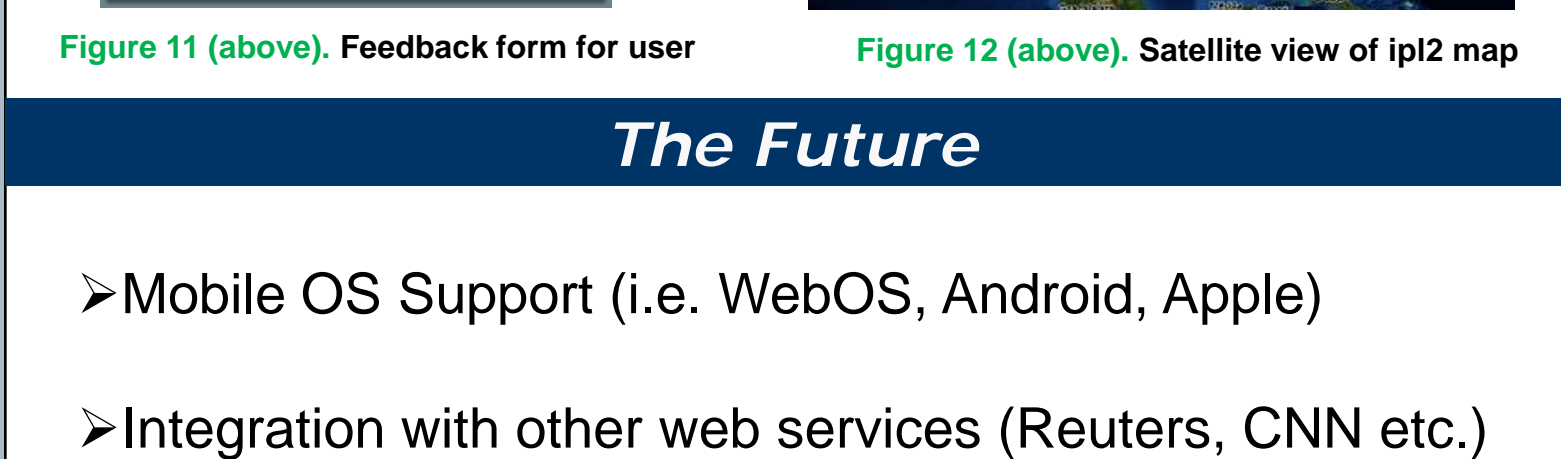 Figure 11 (above). Feedback form for user
Figure 12 (above). Satellite view of ipl2 map
The Future
➢Mobile OS Support (i.e. WebOS, Android, Apple)
➢Integration with other web services (Reuters, CNN etc.)